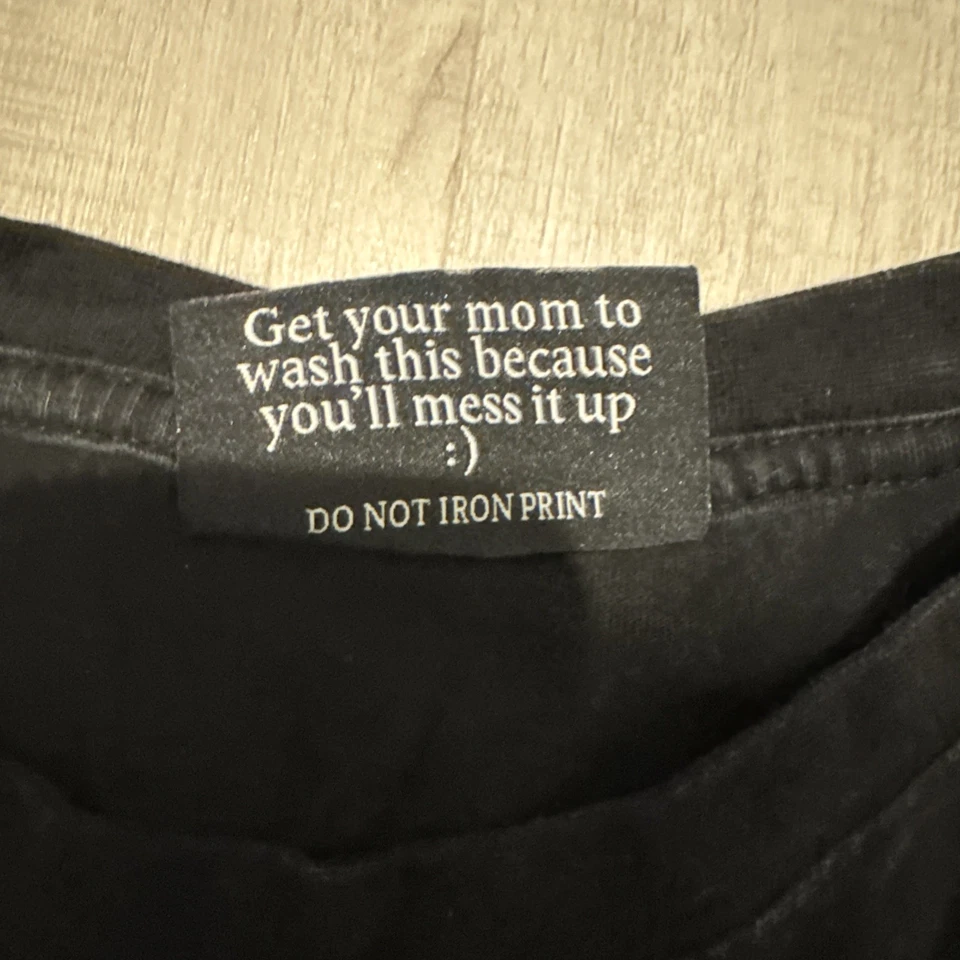 Get your mom to
wash this because
you'll mess it up
:)
DO NOT IRON PRINT